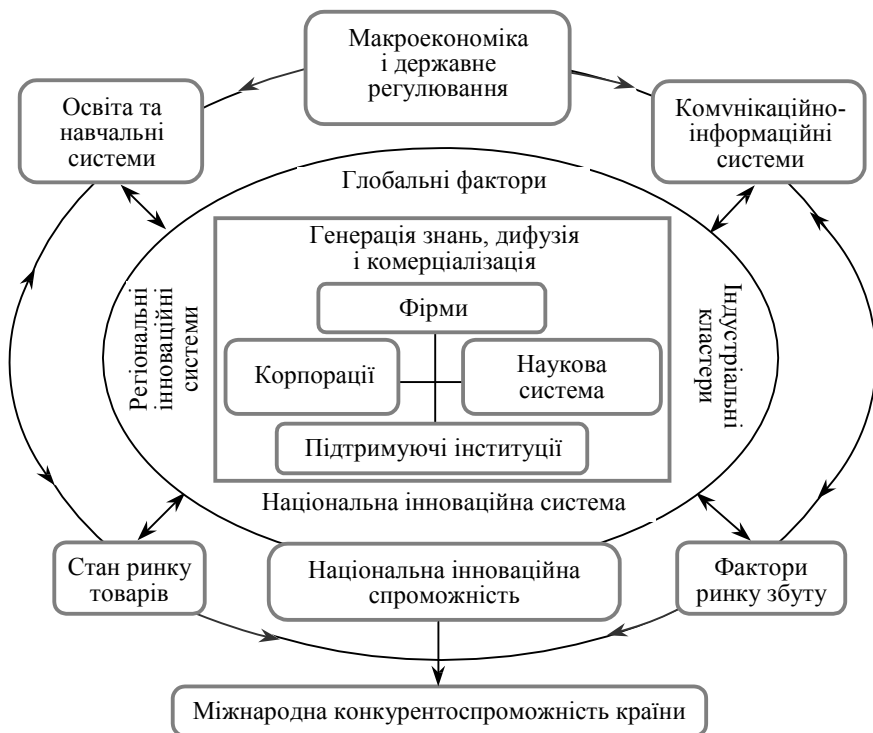 Макроекономіка
і державне
регулювання
Освіта та
навчальні
системи
Комунікаційно-
інформаційні
системи
Глобальні фактори
Генерація знань, дифузія
і комерціалізація
Фірми
Корпорації
Наукова
система
Підтримуючі інституції
Регіональні
інноваційні
системи
Індустріальні
кластери
Національна інноваційна система
Стан ринку
товарів
Національна інноваційна
спроможність
Фактори
ринку збуту
Міжнародна конкурентоспроможність країни